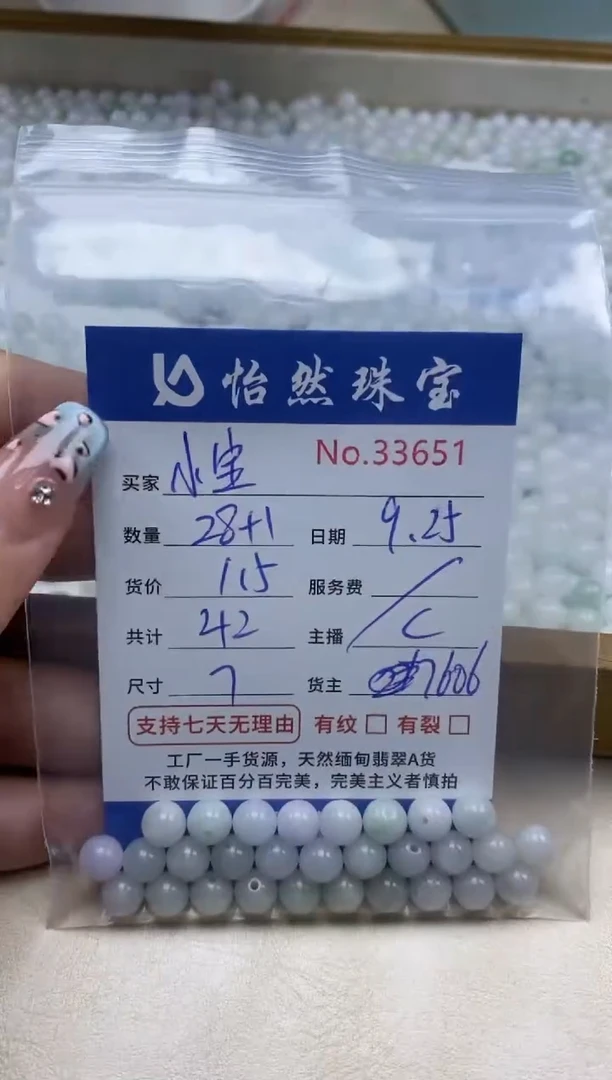 怡然珠宝
No.33651
买家 小宝
数量 28+1 日期 9.25
货价 115 服务费 /
共计 42 主播 C
尺寸 7 货主 7606
支持七天无理由 有纹 □ 有裂 □
工厂一手货源，天然缅甸翡翠A货
不敢保证百分百完美，完美主义者慎拍